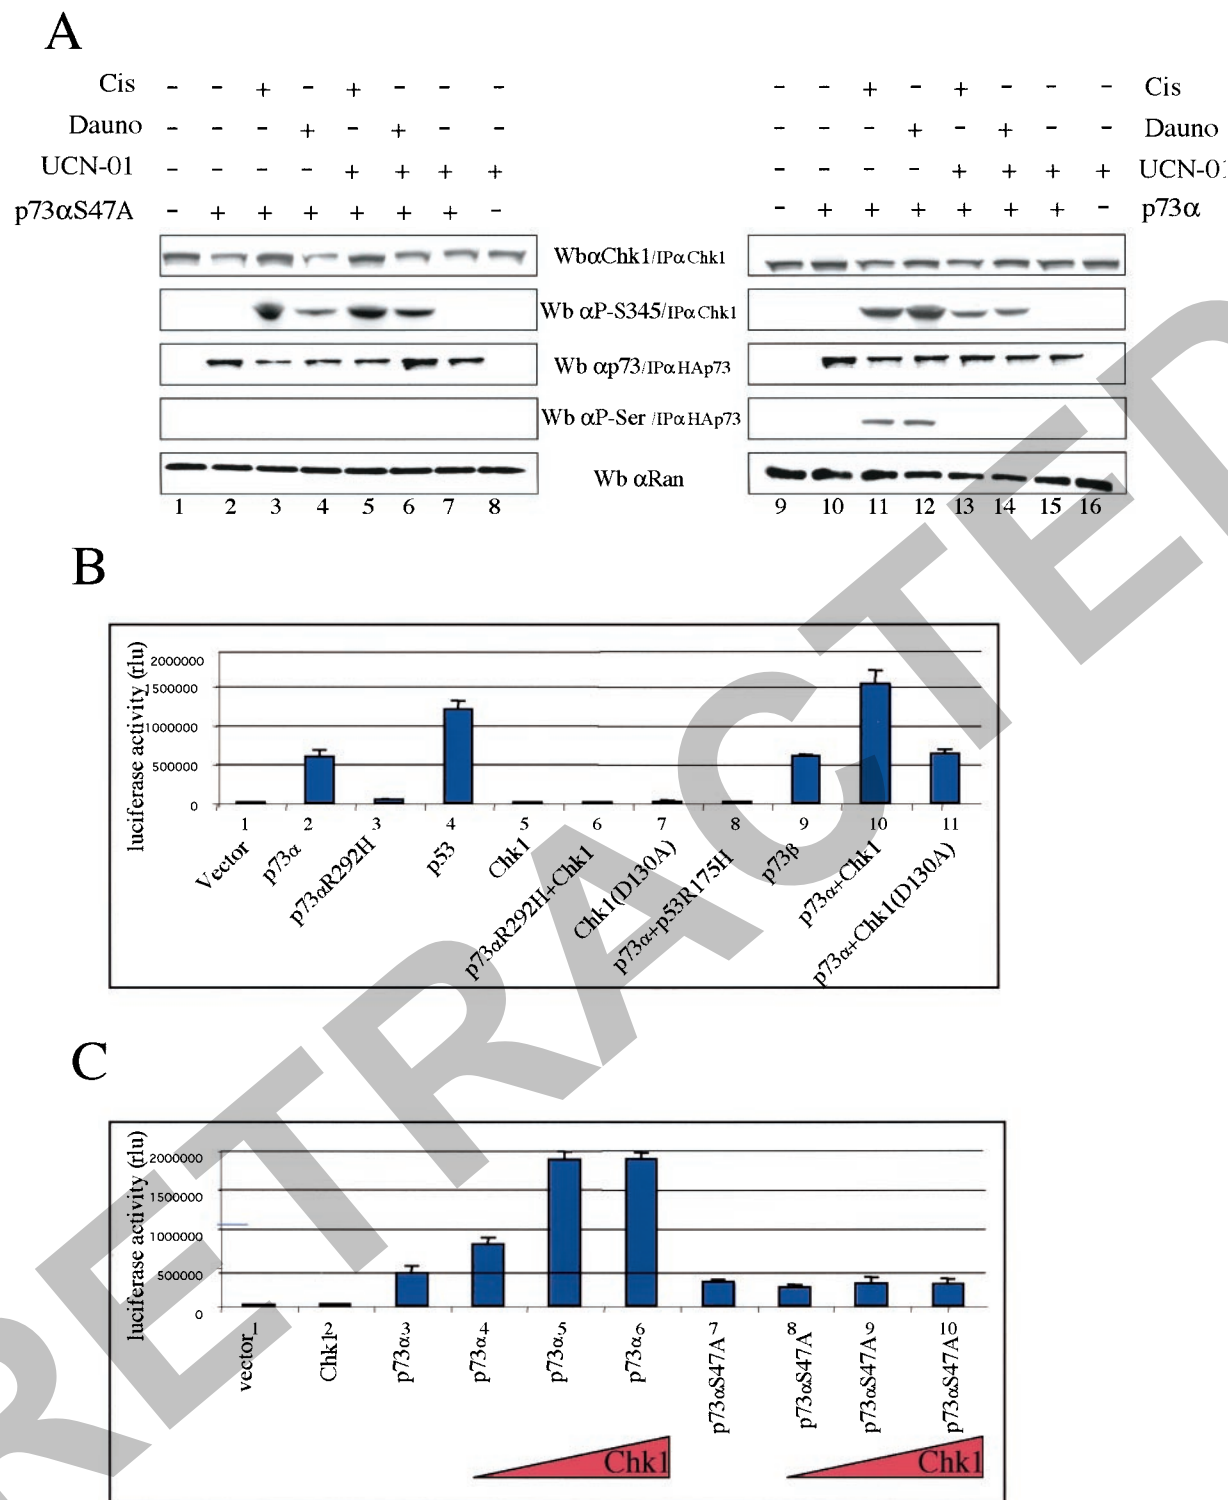 A
Cis - - + - + - - - - - + - + - - - Cis
Dauno - - - + - + - - - - - + - + - - Dauno
UCN-01 - - - - + + + + - - - - + + + + UCN-01
p73αS47A - + + + + + + - - + + + + + + - p73α
WbαChk1/IPαChk1
Wb αP-S345/IPαChk1
Wb αp73/IPαHAp73
Wb αP-Ser /IPαHAp73
Wb αRan
1 2 3 4 5 6 7 8 9 10 11 12 13 14 15 16
B
luciferase activity (rlu)
2000000
1500000
1000000
500000
0
1 2 3 4 5 6 7 8 9 10 11
Vector
p73α
p73αR292H
p53
Chk1
p73αR292H+Chk1
Chk1(D130A)
p73α+p53R175H
p73β
p73α+Chk1
p73α+Chk1(D130A)
C
luciferase activity (rlu)
2000000
1500000
1000000
500000
0
1 2 3 4 5 6 7 8 9 10
vector
Chk1
p73α
p73α
p73α
p73α
p73αS47A
p73αS47A
p73αS47A
p73αS47A
Chk1 Chk1
RETRACTED